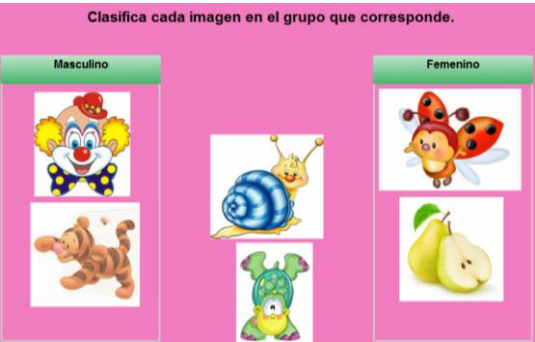 Clasifica cada imagen en el grupo que corresponde.
Masculino
Femenino